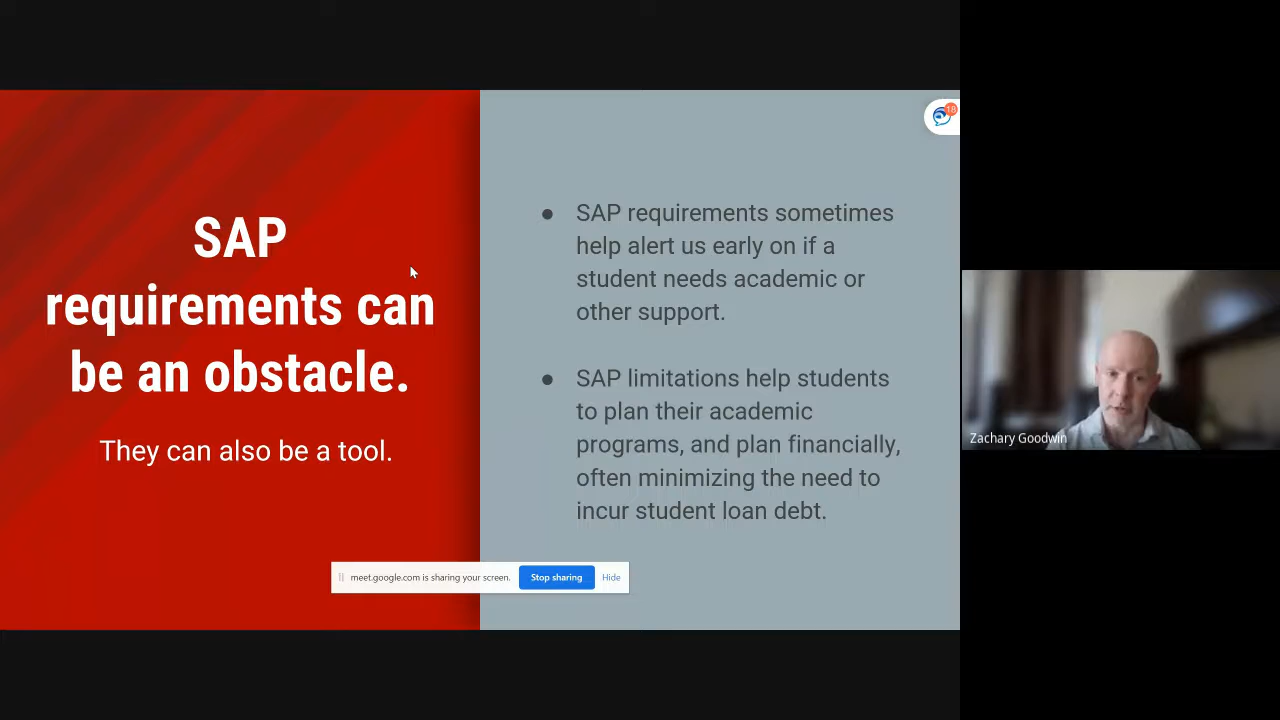 SAP
requirements can
be an obstacle.
They can also be a tool.
● SAP requirements sometimes
help alert us early on if a
student needs academic or
other support.
● SAP limitations help students
to plan their academic
programs, and plan financially,
often minimizing the need to
incur student loan debt.
meet.google.com is sharing your screen. Stop sharing Hide
Zachary Goodwin